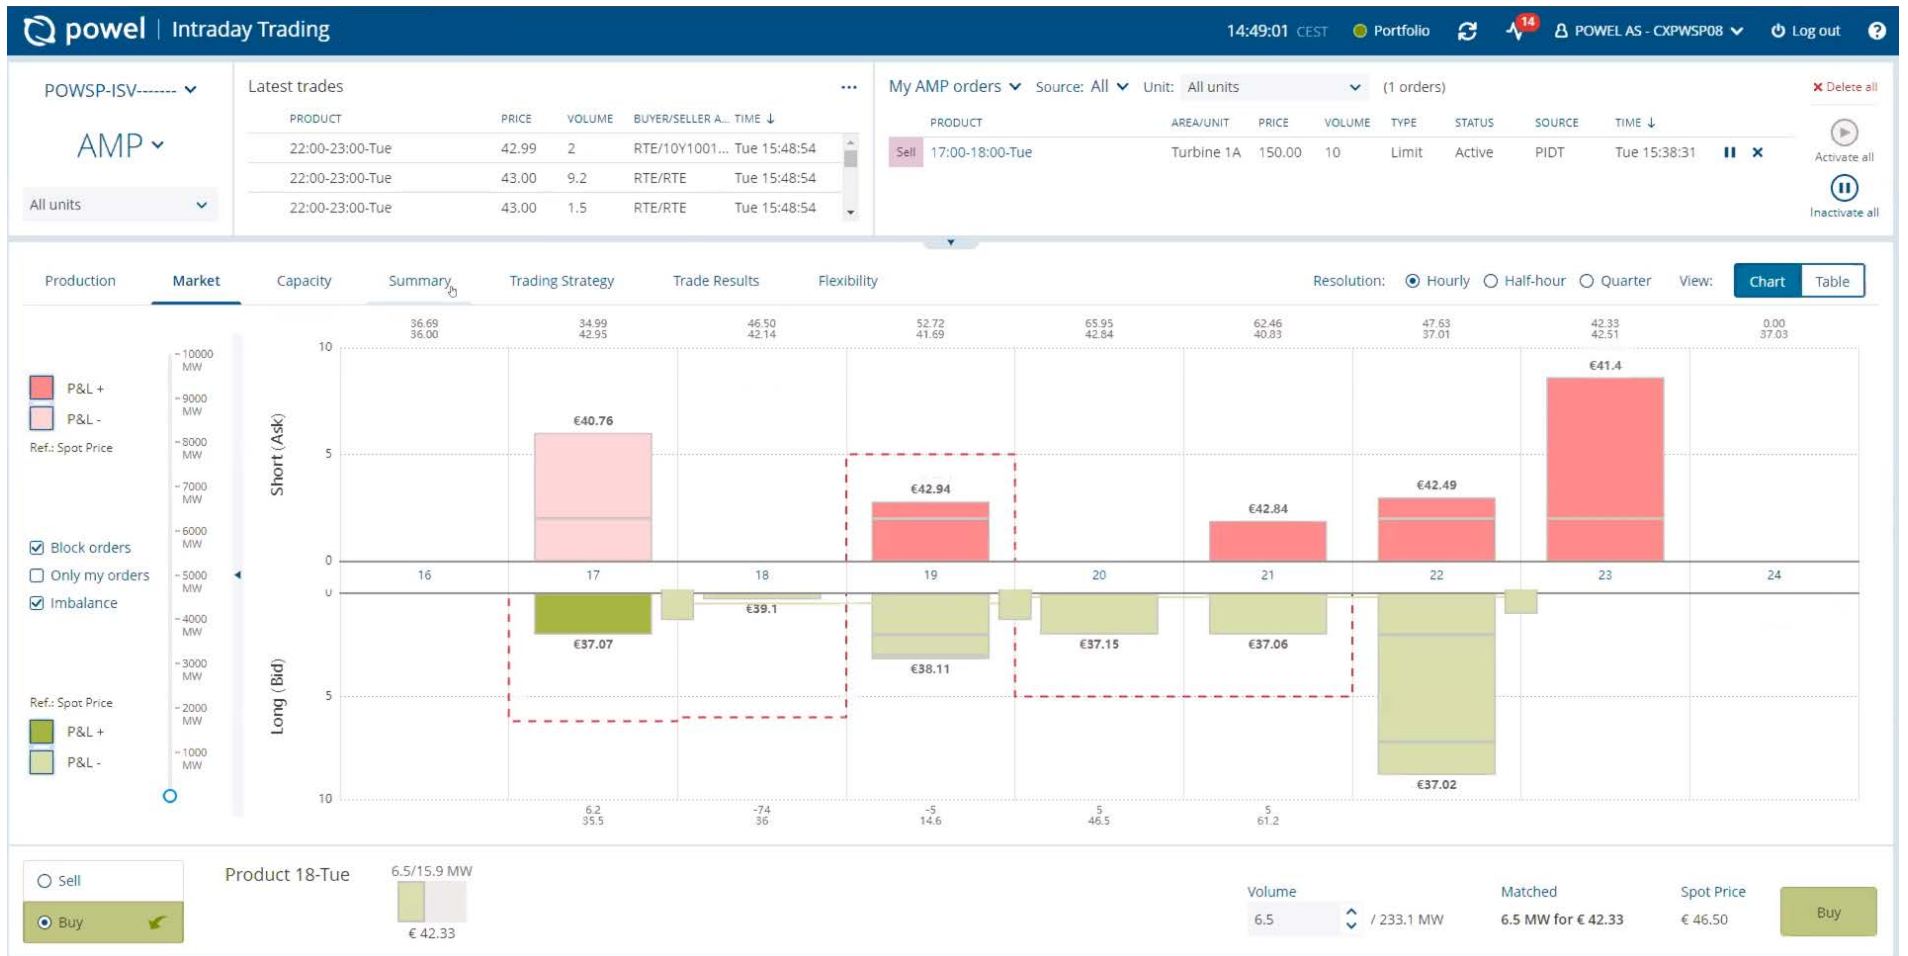 powel | Intraday Trading
14:49:01 CEST Portfolio 14 POWEL AS - CXPWSP08 Log out ?
POWSP-ISV-------
AMP
All units
Latest trades ...
PRODUCT PRICE VOLUME BUYER/SELLER A... TIME ↓
22:00-23:00-Tue 42.99 2 RTE/10Y1001... Tue 15:48:54
22:00-23:00-Tue 43.00 9.2 RTE/RTE Tue 15:48:54
22:00-23:00-Tue 43.00 1.5 RTE/RTE Tue 15:48:54
My AMP orders Source: All Unit: All units (1 orders)
PRODUCT AREA/UNIT PRICE VOLUME TYPE STATUS SOURCE TIME ↓
Sell 17:00-18:00-Tue Turbine 1A 150.00 10 Limit Active PIDT Tue 15:38:31
Delete all
Activate all
Inactivate all
Production Market Capacity Summary Trading Strategy Trade Results Flexibility
Resolution: Hourly Half-hour Quarter View: Chart Table
36.69 34.99 46.50 52.72 65.95 62.46 47.63 42.33 0.00
36.00 42.95 42.14 41.69 42.84 40.83 37.01 42.51 37.03
P&L +
P&L -
Ref.: Spot Price
Block orders
Only my orders
Imbalance
Ref.: Spot Price
P&L +
P&L -
10000
MW
9000
MW
8000
MW
7000
MW
6000
MW
5000
MW
4000
MW
3000
MW
2000
MW
1000
MW
Short (Ask)
10
5
0
€40.76
€42.94
€42.84
€42.49
€41.4
16 17 18 19 20 21 22 23 24
Long (Bid)
0
5
10
€37.07
€39.1
€38.11
€37.15
€37.06
€37.02
6.2 -74 -5 5 5
35.5 36 14.6 46.5 61.2
Sell
Buy
Product 18-Tue
6.5/15.9 MW
€ 42.33
Volume
6.5 / 233.1 MW
Matched
6.5 MW for € 42.33
Spot Price
€ 46.50
Buy